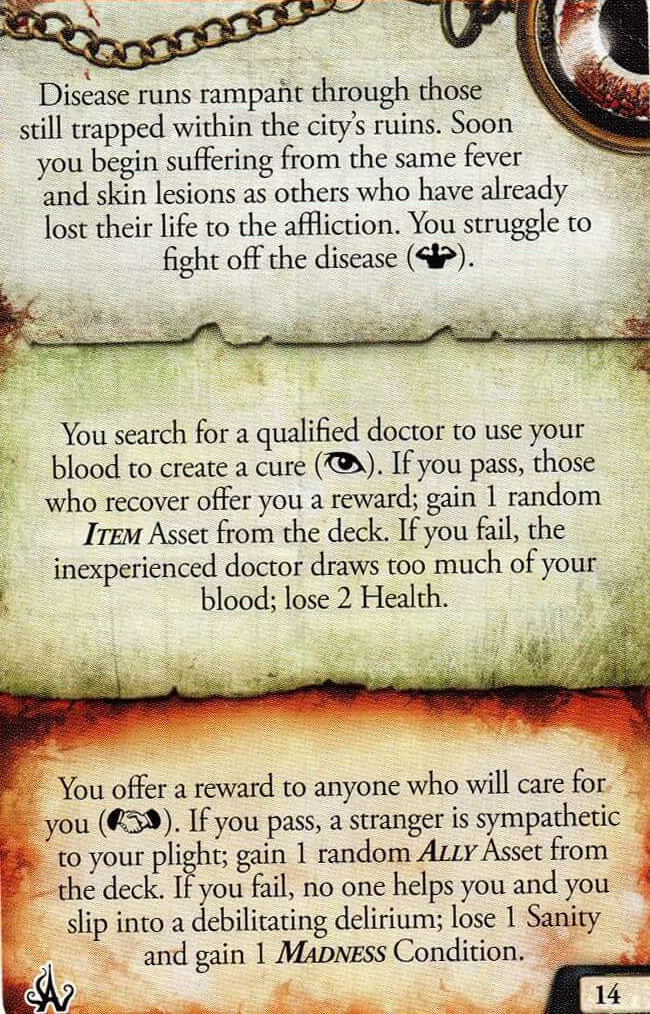 Disease runs rampant through those
still trapped within the city's ruins. Soon
you begin suffering from the same fever
and skin lesions as others who have already
lost their life to the affliction. You struggle to
fight off the disease ( ).
You search for a qualified doctor to use your
blood to create a cure ( ). If you pass, those
who recover offer you a reward; gain 1 random
ITEM Asset from the deck. If you fail, the
inexperienced doctor draws too much of your
blood; lose 2 Health.
You offer a reward to anyone who will care for
you ( ). If you pass, a stranger is sympathetic
to your plight; gain 1 random ALLY Asset from
the deck. If you fail, no one helps you and you
slip into a debilitating delirium; lose 1 Sanity
and gain 1 MADNESS Condition.
14